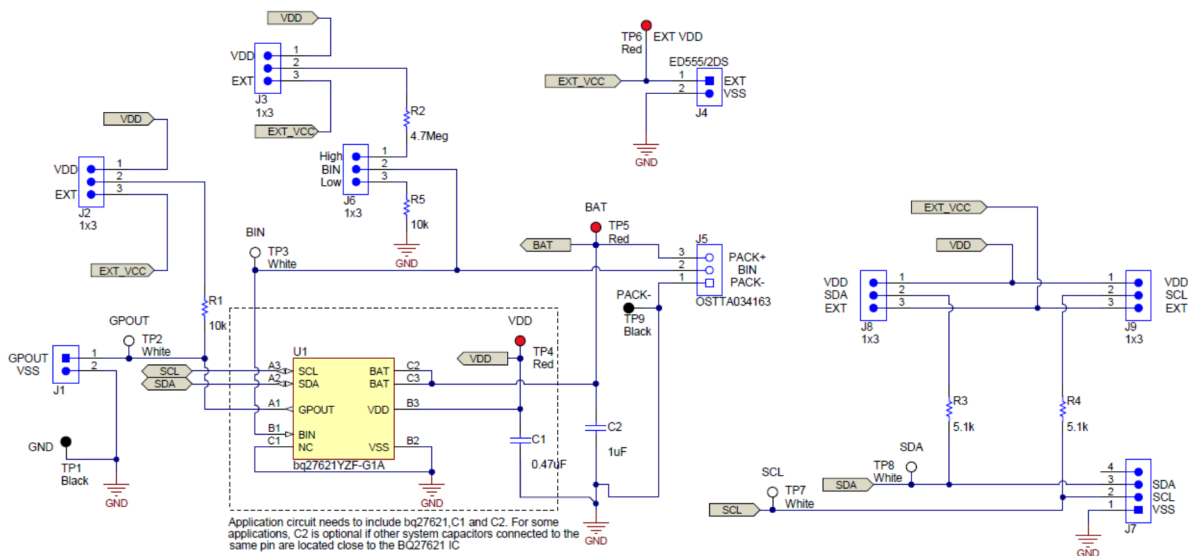 VDD
VDD
1
2
3
EXT
J3
1x3
EXT_VCC
R2
4.7Meg
TP6
Red
EXT VDD
ED555/2DS
EXT_VCC
1
2
EXT
VSS
J4
GND
VDD
VDD
1
2
3
EXT
J2
1x3
EXT_VCC
High
BIN
Low
1
2
3
J6
1x3
R5
10k
GND
BIN
TP3
White
BAT
TP5
Red
BAT
J5
3
2
1
PACK+
BIN
PACK-
OSTTA034163
PACK-
TP9
Black
EXT_VCC
VDD
VDD
SDA
EXT
1
2
3
J8
1x3
1
2
3
VDD
SCL
EXT
J9
1x3
R1
10k
GPOUT
TP2
White
GPOUT
VSS
1
2
J1
GND
TP1
Black
GND
SCL
SDA
U1
A3
A2
A1
B1
C1
SCL
SDA
GPOUT
BIN
NC
BAT
BAT
VDD
VSS
C2
C3
B3
B2
bq27621YZF-G1A
GND
VDD
VDD
TP4
Red
C1
0.47uF
C2
1uF
GND
R3
5.1k
R4
5.1k
SDA
SDA
TP8
White
SCL
SCL
TP7
White
4
3
2
1
SDA
SCL
VSS
J7
GND
Application circuit needs to include bq27621,C1 and C2. For some
applications, C2 is optional if other system capacitors connected to the
same pin are located close to the BQ27621 IC